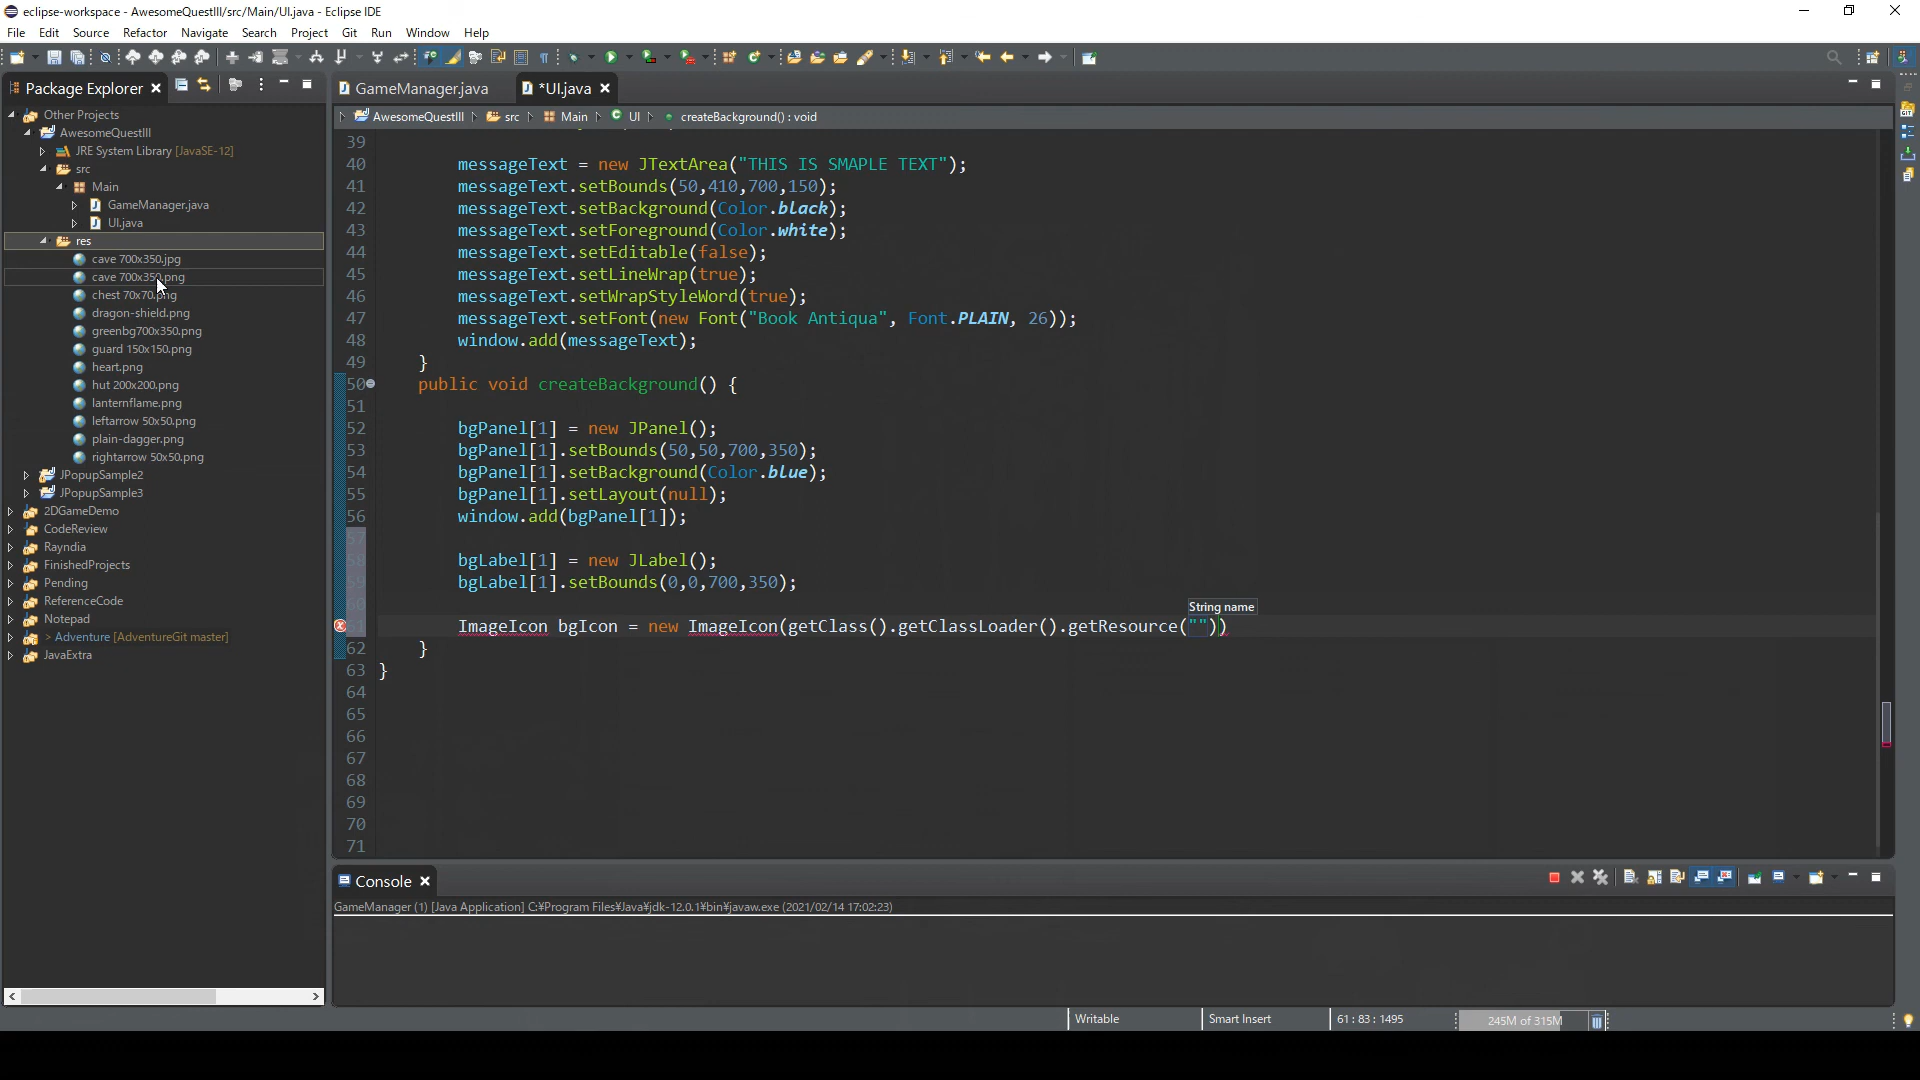 eclipse-workspace - AwesomeQuestIII/src/Main/UI.java - Eclipse IDE
File Edit Source Refactor Navigate Search Project Git Run Window Help
Package Explorer
Other Projects
AwesomeQuestIII
JRE System Library [JavaSE-12]
src
Main
GameManager.java
UI.java
res
cave 700x350.jpg
cave 700x350.png
chest 70x70.png
dragon-shield.png
greenbg700x350.png
guard 150x150.png
heart.png
hut 200x200.png
lanternflame.png
leftarrow 50x50.png
plain-dagger.png
rightarrow 50x50.png
JPopupSample2
JPopupSample3
2DGameDemo
CodeReview
Rayndia
FinishedProjects
Pending
ReferenceCode
Notepad
> Adventure [AdventureGit master]
JavaExtra
GameManager.java *UI.java
AwesomeQuestIII src Main UI createBackground() : void
39
40 messageText = new JTextArea("THIS IS SMAPLE TEXT");
41 messageText.setBounds(50,410,700,150);
42 messageText.setBackground(Color.black);
43 messageText.setForeground(Color.white);
44 messageText.setEditable(false);
45 messageText.setLineWrap(true);
46 messageText.setWrapStyleWord(true);
47 messageText.setFont(new Font("Book Antiqua", Font.PLAIN, 26));
48 window.add(messageText);
49 }
50 public void createBackground() {
51
52 bgPanel[1] = new JPanel();
53 bgPanel[1].setBounds(50,50,700,350);
54 bgPanel[1].setBackground(Color.blue);
55 bgPanel[1].setLayout(null);
56 window.add(bgPanel[1]);
57
58 bgLabel[1] = new JLabel();
59 bgLabel[1].setBounds(0,0,700,350);
60
String name
61 ImageIcon bgIcon = new ImageIcon(getClass().getClassLoader().getResource(""))
62 }
63 }
64
65
66
67
68
69
70
71
Console
GameManager (1) [Java Application] C:¥Program Files¥Java¥jdk-12.0.1¥bin¥javaw.exe (2021/02/14 17:02:23)
Writable Smart Insert 61 : 83 : 1495 245M of 315M